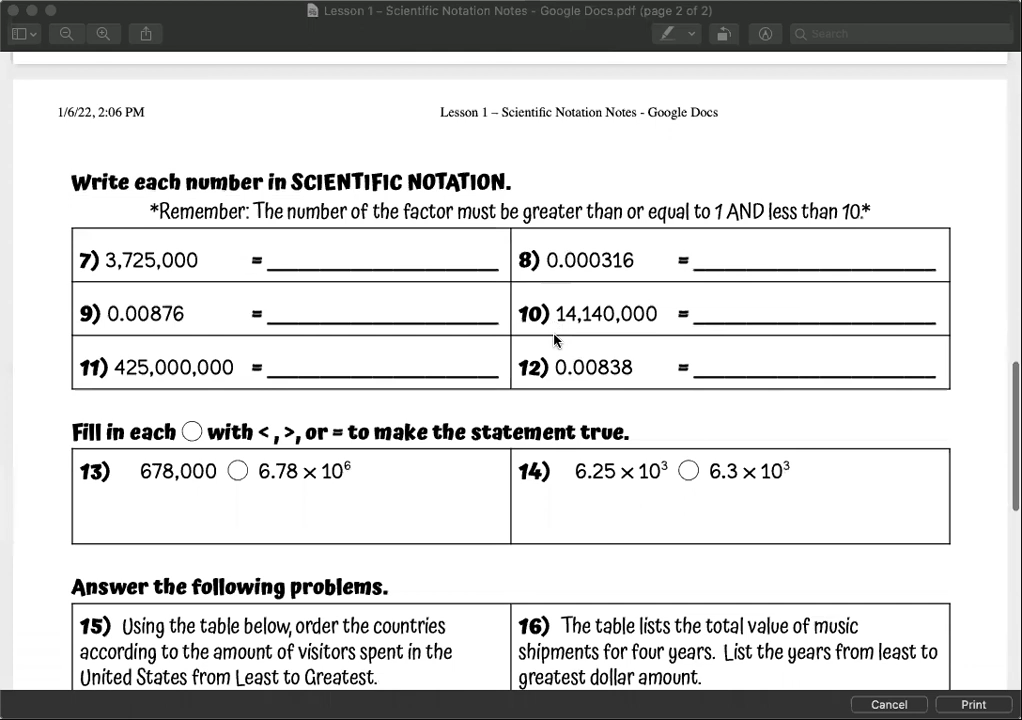 Lesson 1 – Scientific Notation Notes - Google Docs.pdf (page 2 of 2)
Search
1/6/22, 2:06 PM Lesson 1 – Scientific Notation Notes - Google Docs
Write each number in SCIENTIFIC NOTATION.
*Remember: The number of the factor must be greater than or equal to 1 AND less than 10.*
7) 3,725,000 = ____________________
8) 0.000316 = ____________________
9) 0.00876 = ____________________
10) 14,140,000 = ____________________
11) 425,000,000 = ____________________
12) 0.00838 = ____________________
Fill in each ◯ with < , >, or = to make the statement true.
13) 678,000 ◯ 6.78 × 10⁶
14) 6.25 × 10³ ◯ 6.3 × 10³
Answer the following problems.
15) Using the table below, order the countries
according to the amount of visitors spent in the
United States from Least to Greatest.
16) The table lists the total value of music
shipments for four years. List the years from least to
greatest dollar amount.
Cancel Print